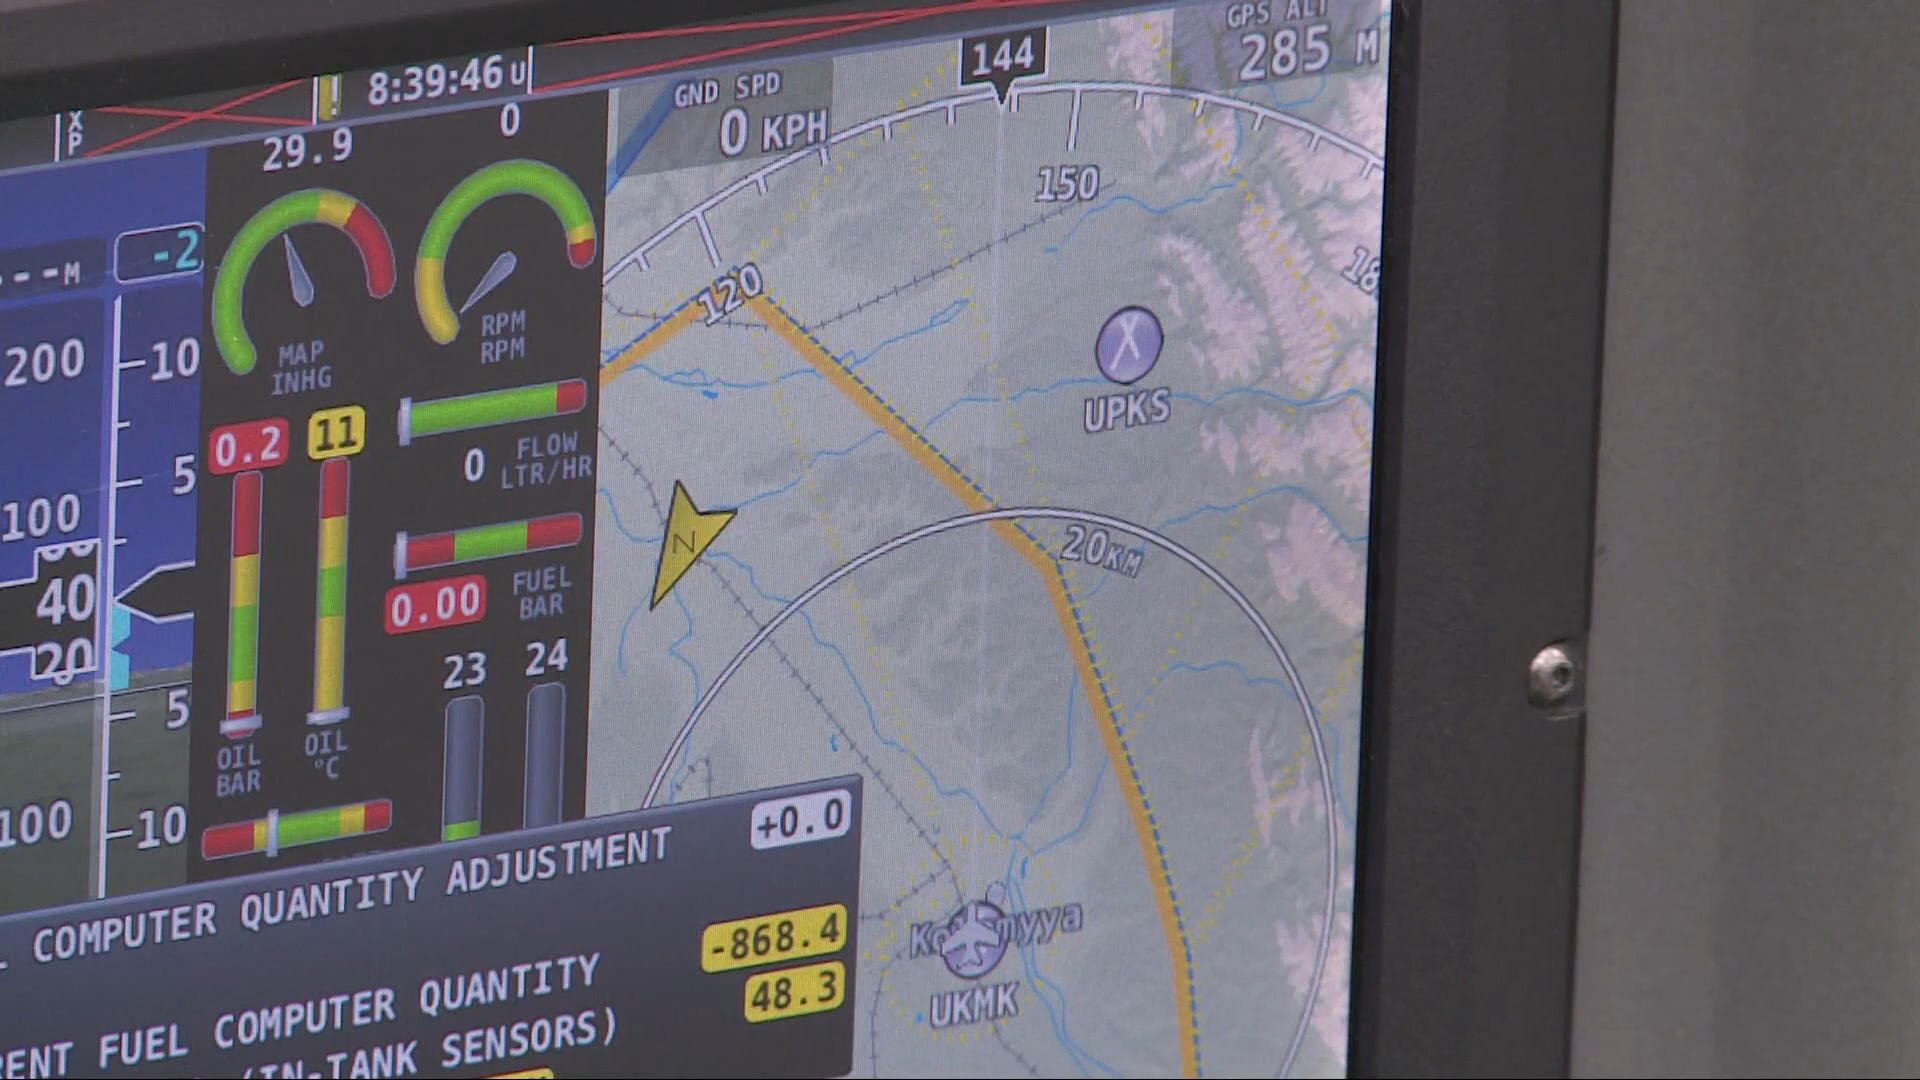 XP
8:39:46 U
!
GND SPD
0 KPH
144
GPS ALT
285 M
29.9
0
150
120
-2
---M
MAP
INHG
RPM
RPM
200
10
UPKS
0.2
11
0
FLOW
LTR/HR
5
100
N
20KM
40
20
0.00
FUEL
BAR
23
24
5
OIL
BAR
OIL
°C
100
10
COMPUTER QUANTITY ADJUSTMENT
+0.0
-868.4
FUEL COMPUTER QUANTITY
48.3
(IN-TANK SENSORS)
UKMK